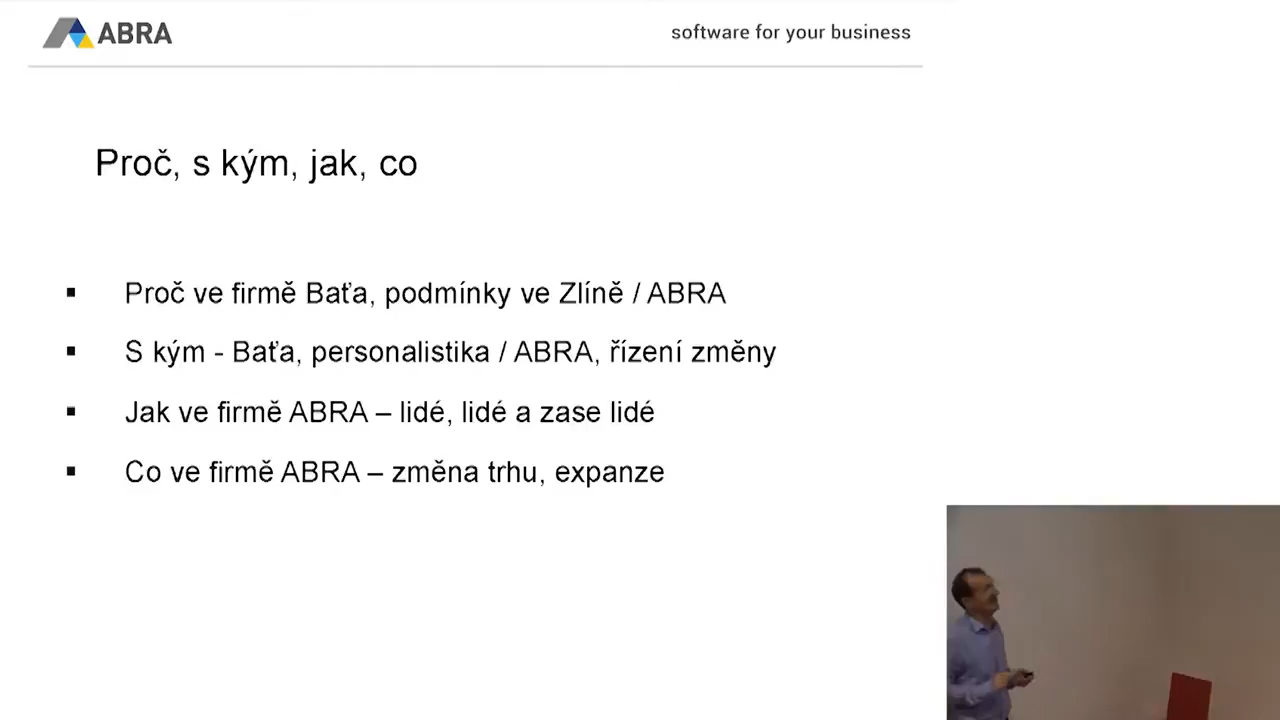 ABRA
software for your business
Proč, s kým, jak, co
▪ Proč ve firmě Baťa, podmínky ve Zlíně / ABRA
▪ S kým - Baťa, personalistika / ABRA, řízení změny
▪ Jak ve firmě ABRA – lidé, lidé a zase lidé
▪ Co ve firmě ABRA – změna trhu, expanze